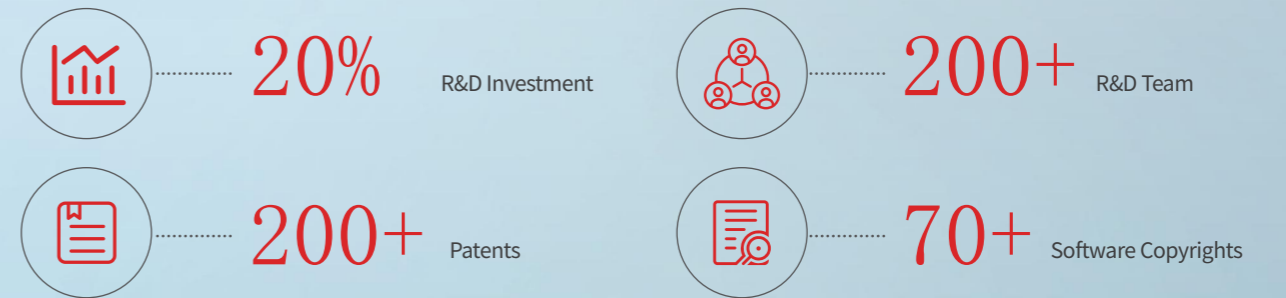 20% R&D Investment
200+ R&D Team
200+ Patents
70+ Software Copyrights